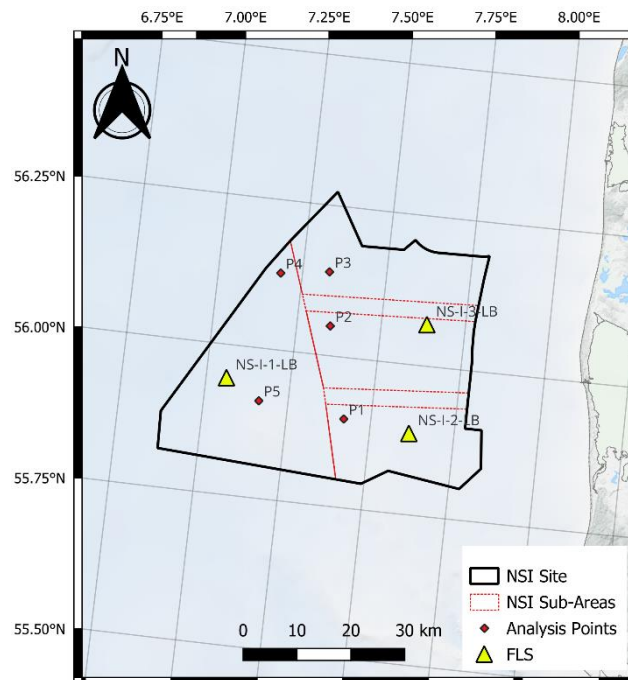 6.75°E 7.00°E 7.25°E 7.50°E 7.75°E 8.00°E
N
56.25°N
P4
P3
P2
NS-I-3-LB
56.00°N
NS-I-1-LB
P5
P1
NS-I-2-LB
55.75°N
55.50°N
0 10 20 30 km
NSI Site
NSI Sub-Areas
Analysis Points
FLS